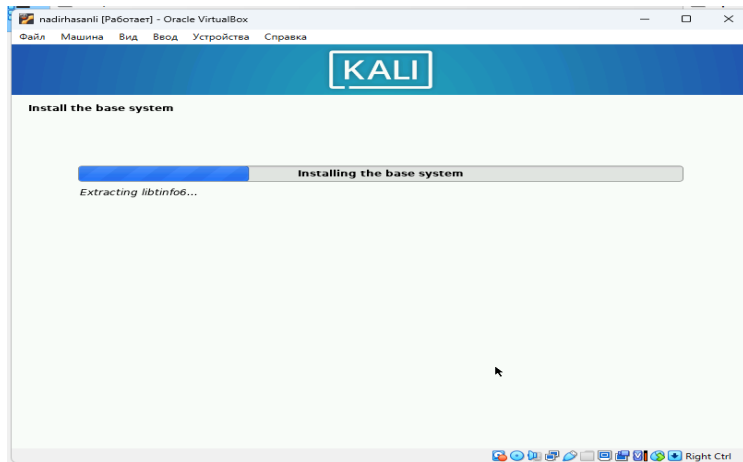 nadirhasanli [Работает] - Oracle VirtualBox
Файл Машина Вид Ввод Устройства Справка
KALI
Install the base system
Installing the base system
Extracting libtinfo6...
Right Ctrl